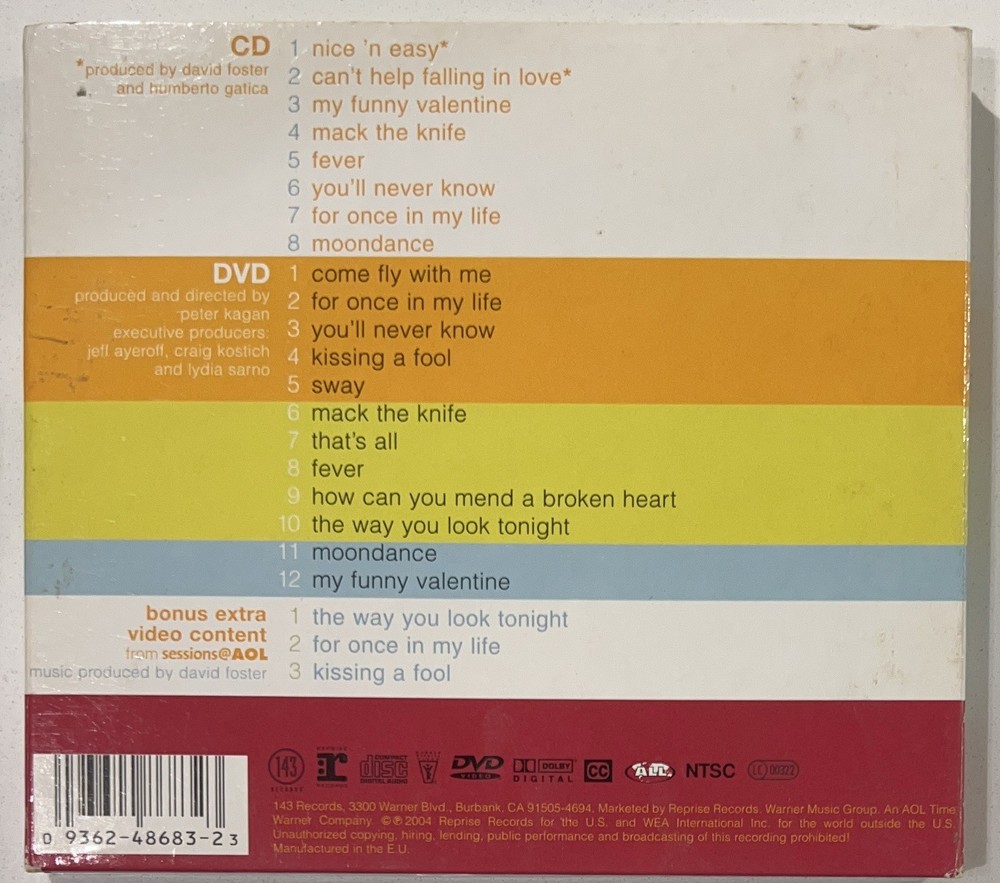 CD
*produced by david foster
and humberto gatica
1 nice 'n easy*
2 can't help falling in love*
3 my funny valentine
4 mack the knife
5 fever
6 you'll never know
7 for once in my life
8 moondance
DVD
produced and directed by
peter kagan
executive producers:
jeff ayeroff, craig kostich
and lydia sarno
1 come fly with me
2 for once in my life
3 you'll never know
4 kissing a fool
5 sway
6 mack the knife
7 that's all
8 fever
9 how can you mend a broken heart
10 the way you look tonight
11 moondance
12 my funny valentine
bonus extra
video content
from sessions@AOL
music produced by david foster
1 the way you look tonight
2 for once in my life
3 kissing a fool
0 9362-48683-2 3
143
RECORDS
REPRISE
r
COMPACT
disc
DIGITAL AUDIO
DVD
VIDEO
DOLBY
DIGITAL
CC
ALL
NTSC
LC 00322
143 Records, 3300 Warner Blvd., Burbank, CA 91505-4694. Marketed by Reprise Records. Warner Music Group. An AOL Time
Warner Company. ©℗ 2004 Reprise Records for the U.S. and WEA International Inc. for the world outside the U.S.
Unauthorized copying, hiring, lending, public performance and broadcasting of this recording prohibited!
Manufactured in the E.U.